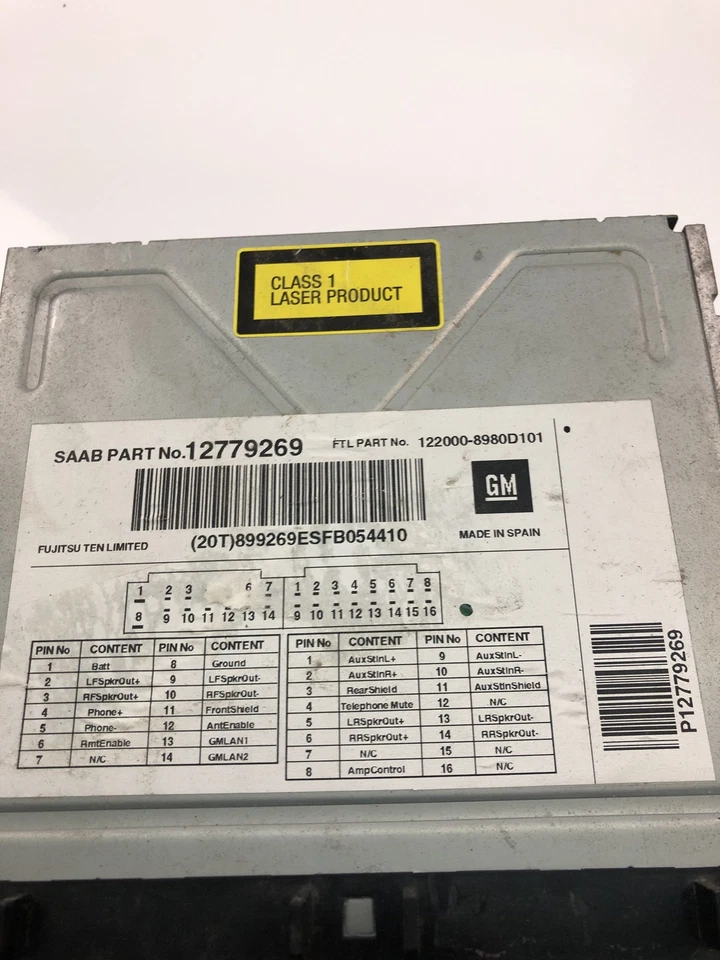 CLASS 1
LASER PRODUCT
SAAB PART No.12779269 FTL PART No. 122000-8980D101
GM
FUJITSU TEN LIMITED (20T)899269ESFB054410 MADE IN SPAIN
1 2 3 6 7 1 2 3 4 5 6 7 8
8 9 10 11 12 13 14 9 10 11 12 13 14 15 16
PIN No CONTENT PIN No CONTENT
1 Batt 8 Ground
2 LFSpkrOut+ 9 LFSpkrOut-
3 RFSpkrOut+ 10 RFSpkrOut-
4 Phone+ 11 FrontShield
5 Phone- 12 AntEnable
6 RmtEnable 13 GMLAN1
7 N/C 14 GMLAN2
PIN No CONTENT PIN No CONTENT
1 AuxStInL+ 9 AuxStInL-
2 AuxStInR+ 10 AuxStInR-
3 RearShield 11 AuxStInShield
4 Telephone Mute 12 N/C
5 LRSpkrOut+ 13 LRSpkrOut-
6 RRSpkrOut+ 14 RRSpkrOut-
7 N/C 15 N/C
8 AmpControl 16 N/C
P12779269